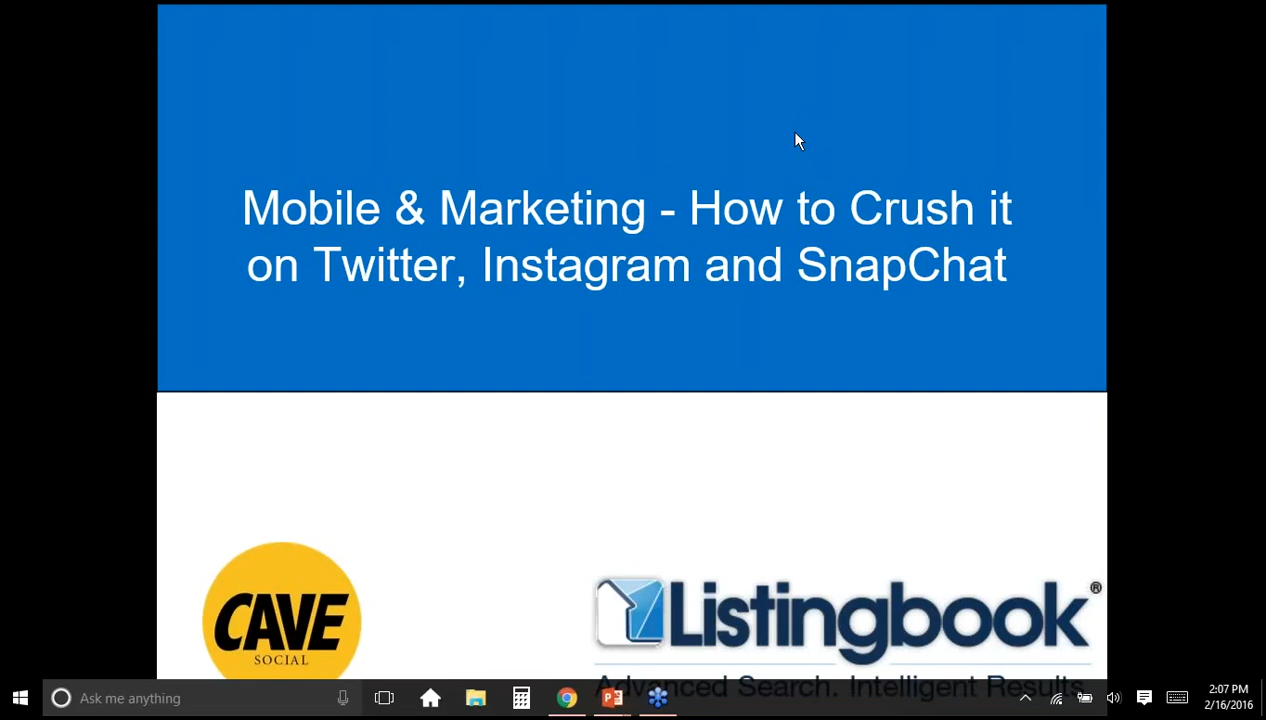 Mobile & Marketing - How to Crush it
on Twitter, Instagram and SnapChat
CAVE
SOCIAL
Listingbook®
Advanced Search. Intelligent Results.
Ask me anything
2:07 PM
2/16/2016